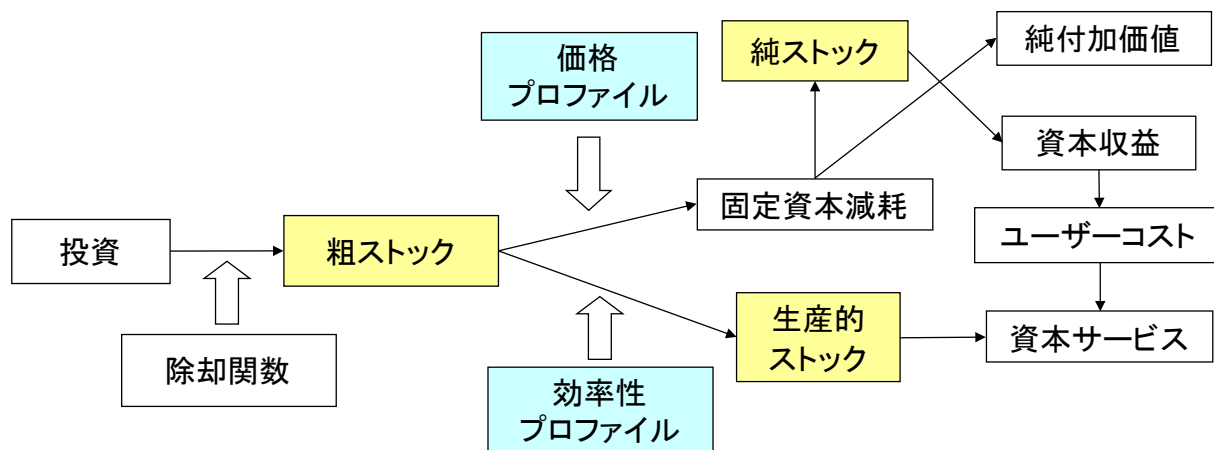 価格
プロファイル
純ストック
純付加価値
資本収益
固定資本減耗
ユーザーコスト
投資
粗ストック
生産的
ストック
資本サービス
除却関数
効率性
プロファイル